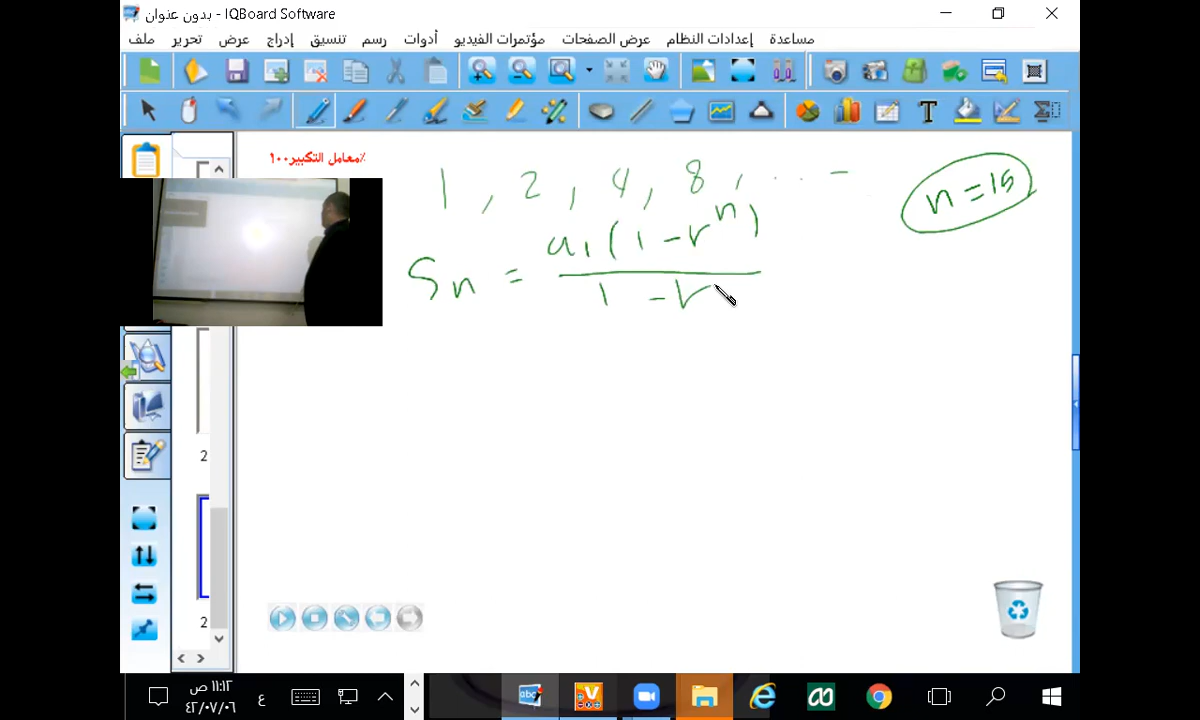 بدون عنوان - IQBoard Software
ملف تحرير عرض إدراج تنسيق رسم أدوات مؤتمرات الفيديو عرض الصفحات إعدادات النظام مساعدة
معامل التكبير١٠٠٪
1 , 2 , 4 , 8 , . . . -
n = 15
Sn = a1 (1 - r^n) / 1 - r
2
2
١١:١٢ ص
٤٢/٠٧/٠٦
ع